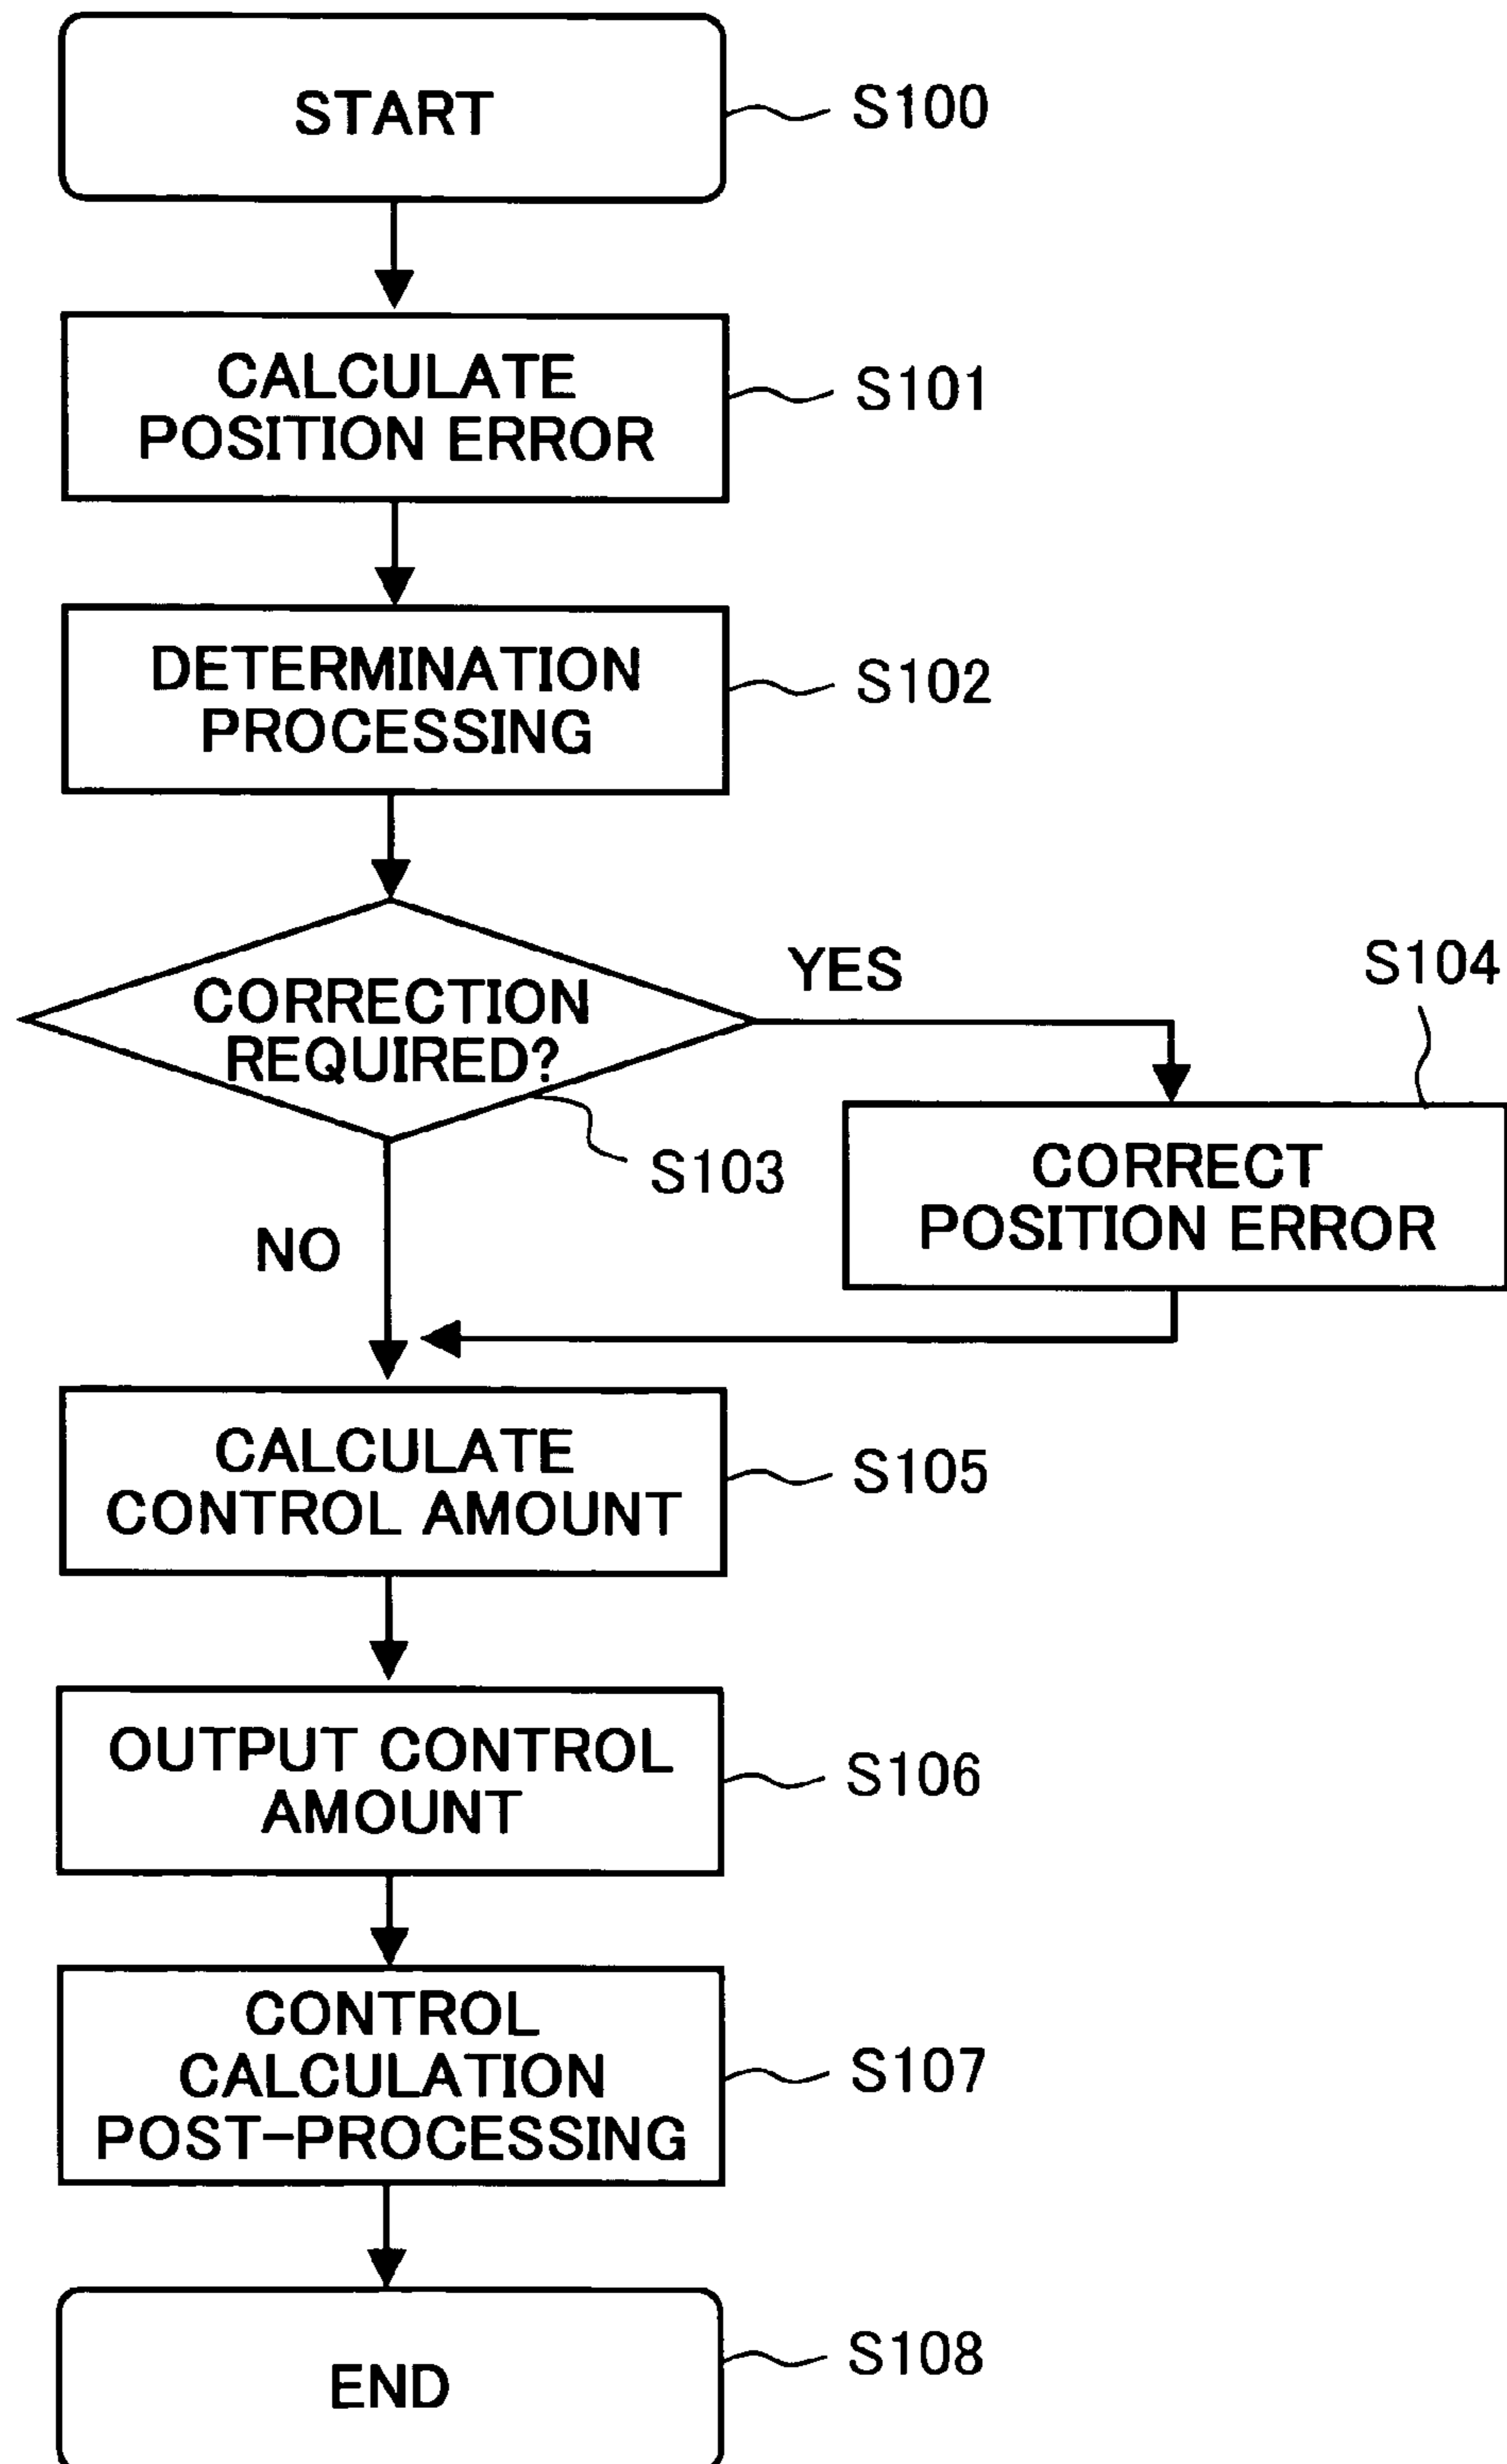 START
S100
CALCULATE
POSITION ERROR
S101
DETERMINATION
PROCESSING
S102
CORRECTION
REQUIRED?
S103
YES
S104
CORRECT
POSITION ERROR
NO
CALCULATE
CONTROL AMOUNT
S105
OUTPUT CONTROL
AMOUNT
S106
CONTROL
CALCULATION
POST-PROCESSING
S107
END
S108